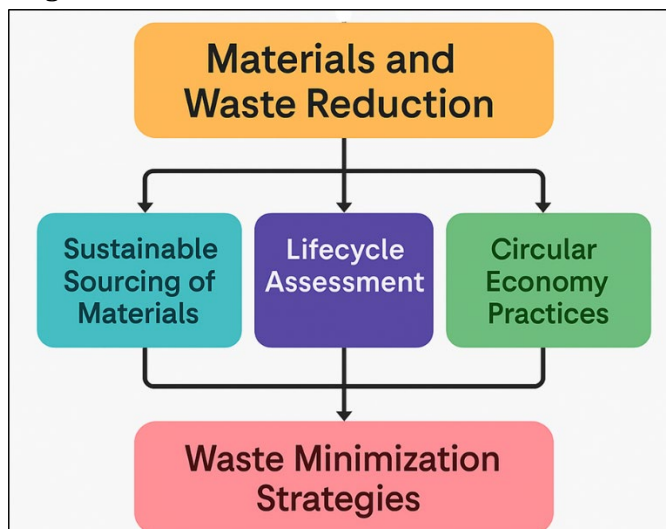 Materials and
Waste Reduction
Sustainable
Sourcing of
Materials
Lifecycle
Assessment
Circular
Economy
Practices
Waste Minimization
Strategies